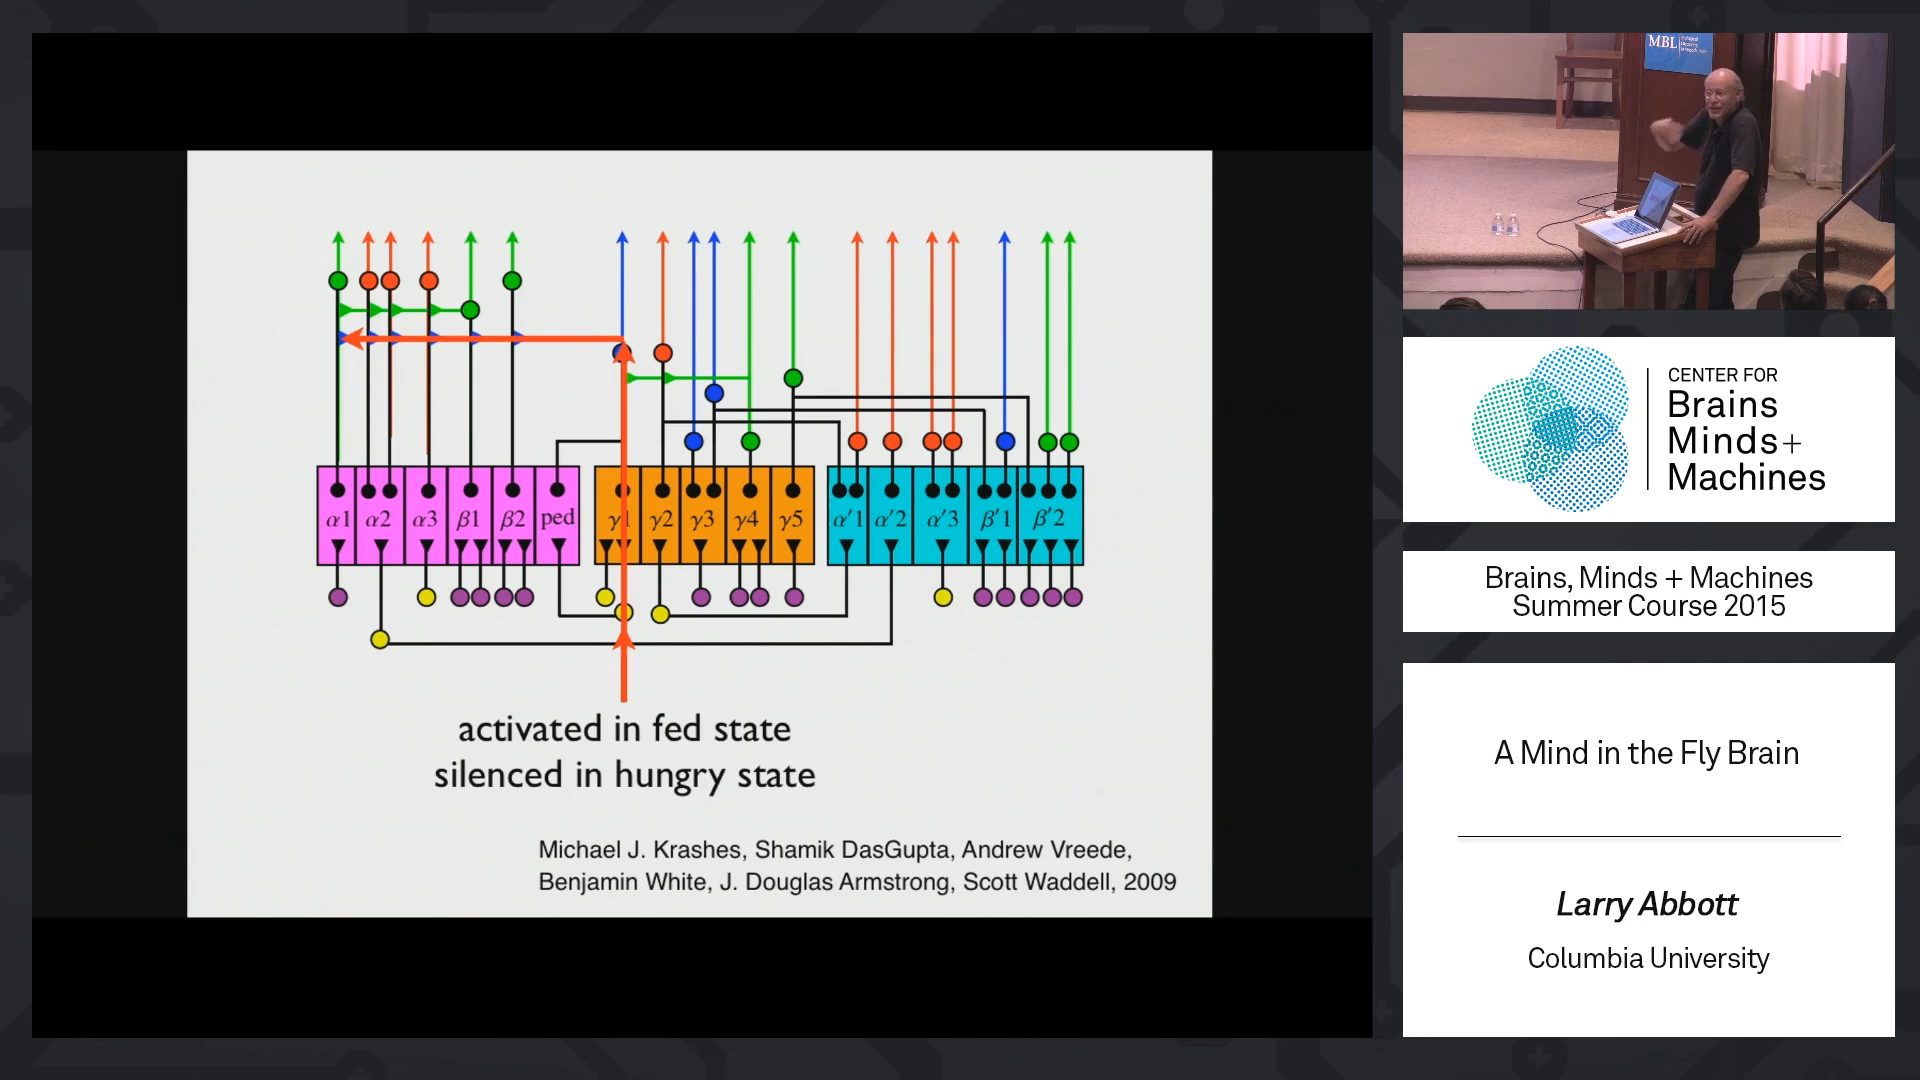 α1 α2 α3 β1 β2 ped γ1 γ2 γ3 γ4 γ5 α′1 α′2 α′3 β′1 β′2
activated in fed state
silenced in hungry state
Michael J. Krashes, Shamik DasGupta, Andrew Vreede,
Benjamin White, J. Douglas Armstrong, Scott Waddell, 2009
MBL
CENTER FOR
Brains
Minds+
Machines
Brains, Minds + Machines
Summer Course 2015
A Mind in the Fly Brain
Larry Abbott
Columbia University